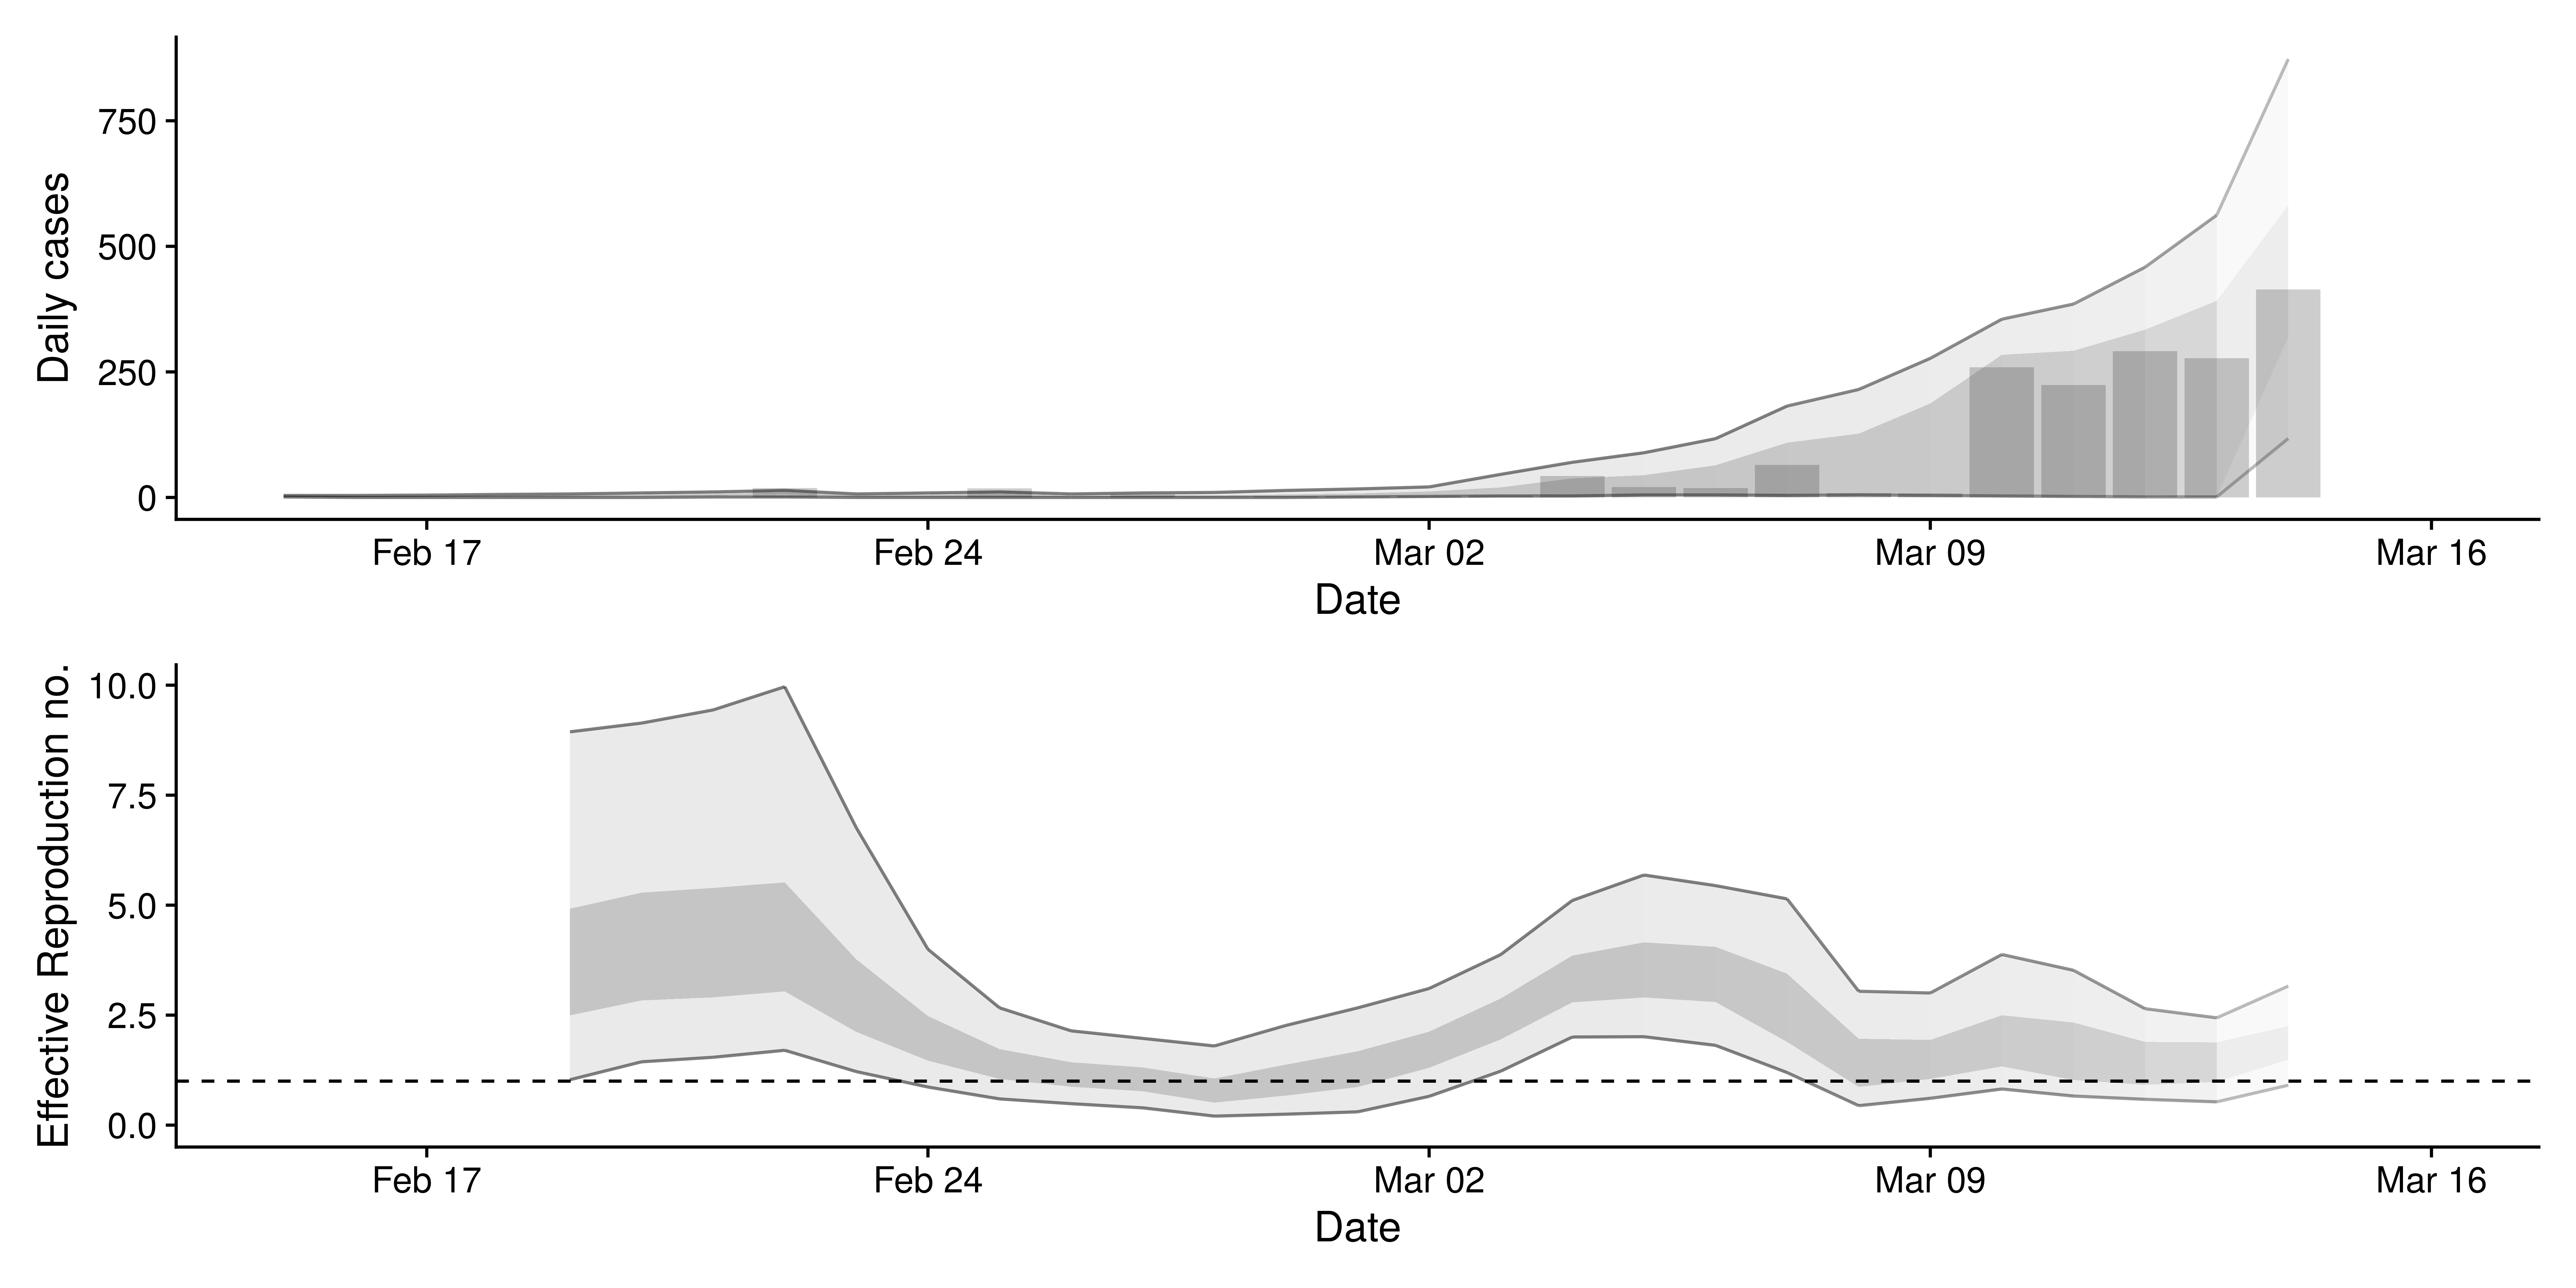 Daily cases
750
500
250
0
Feb 17
Feb 24
Mar 02
Mar 09
Mar 16
Date
Effective Reproduction no.
10.0
7.5
5.0
2.5
0.0
Feb 17
Feb 24
Mar 02
Mar 09
Mar 16
Date